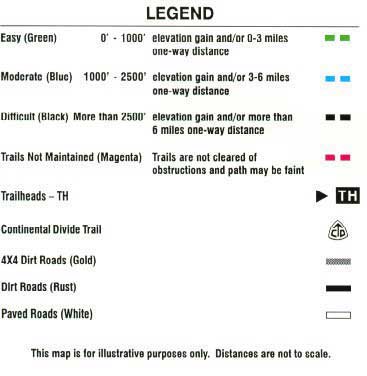 LEGEND
Easy (Green) 0' - 1000' elevation gain and/or 0-3 miles
one-way distance
Moderate (Blue) 1000' - 2500' elevation gain and/or 3-6 miles
one-way distance
Difficult (Black) More than 2500' elevation gain and/or more than
6 miles one-way distance
Trails Not Maintained (Magenta) Trails are not cleared of
obstructions and path may be faint
Trailheads – TH TH
Continental Divide Trail CTD
4X4 Dirt Roads (Gold)
Dirt Roads (Rust)
Paved Roads (White)
This map is for illustrative purposes only. Distances are not to scale.